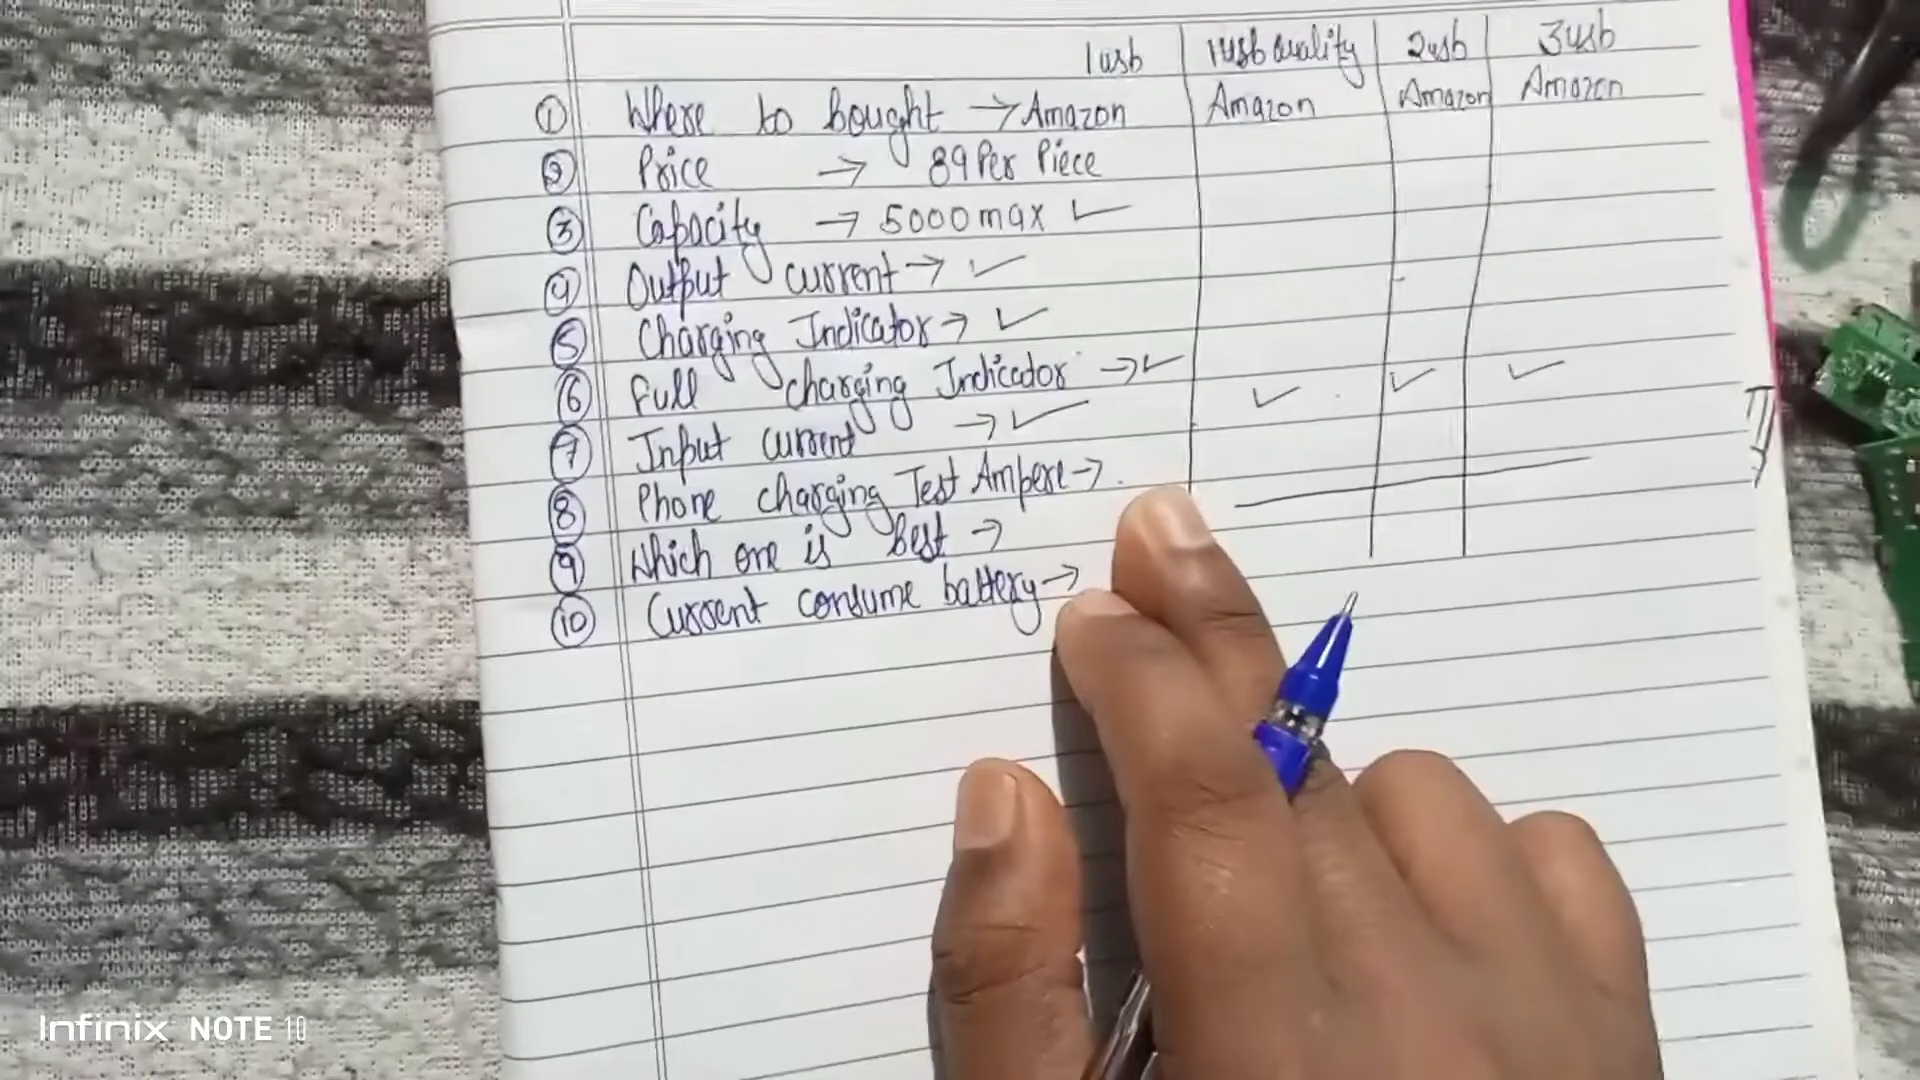 1usb 1usb Quality 2usb 3usb
① Where to bought → Amazon Amazon Amazon Amazon
② Price → 89 Per Piece
③ Capacity → 5000 max ✓
④ Output current → ✓
⑤ Charging Indicator → ✓
⑥ Full charging Indicator → ✓ ✓ ✓ ✓
⑦ Input current → ✓
⑧ Phone charging Test Ampere →
⑨ Which one is best →
⑩ Current consume battery →
Infinix NOTE 10